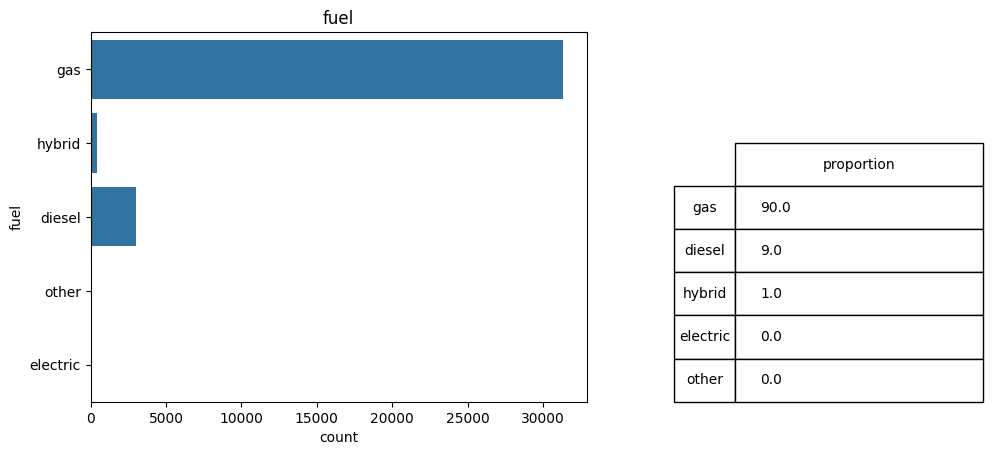 fuel
gas
hybrid
diesel
other
electric
fuel
0 5000 10000 15000 20000 25000 30000
count
proportion
gas 90.0
diesel 9.0
hybrid 1.0
electric 0.0
other 0.0